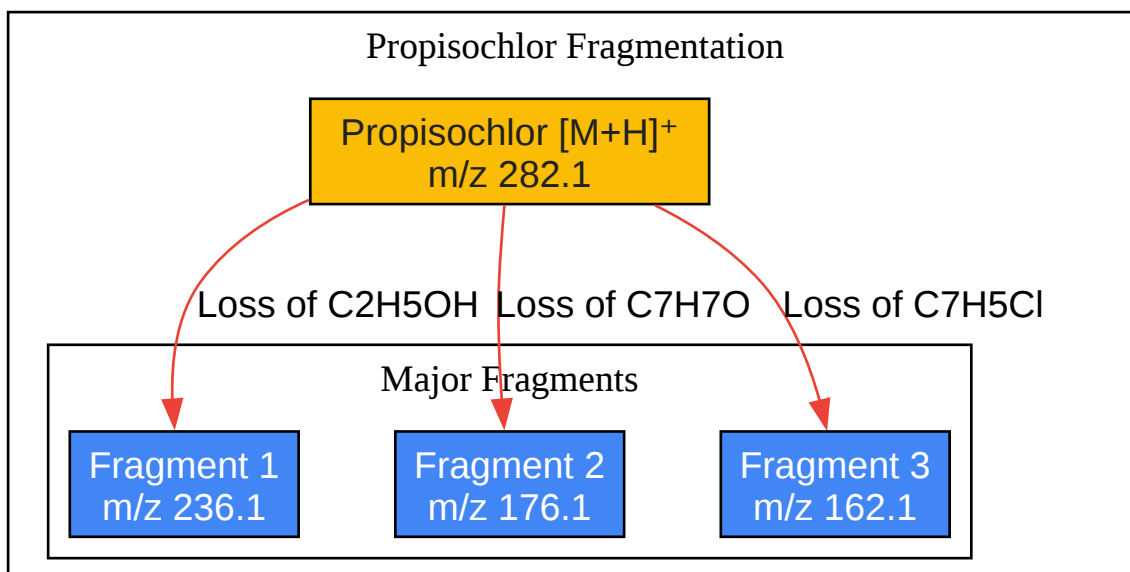 Propisochlor Fragmentation
Propisochlor [M+H]⁺
m/z 282.1
Loss of C2H5OH
Loss of C7H7O
Loss of C7H5Cl
Major Fragments
Fragment 1
m/z 236.1
Fragment 2
m/z 176.1
Fragment 3
m/z 162.1